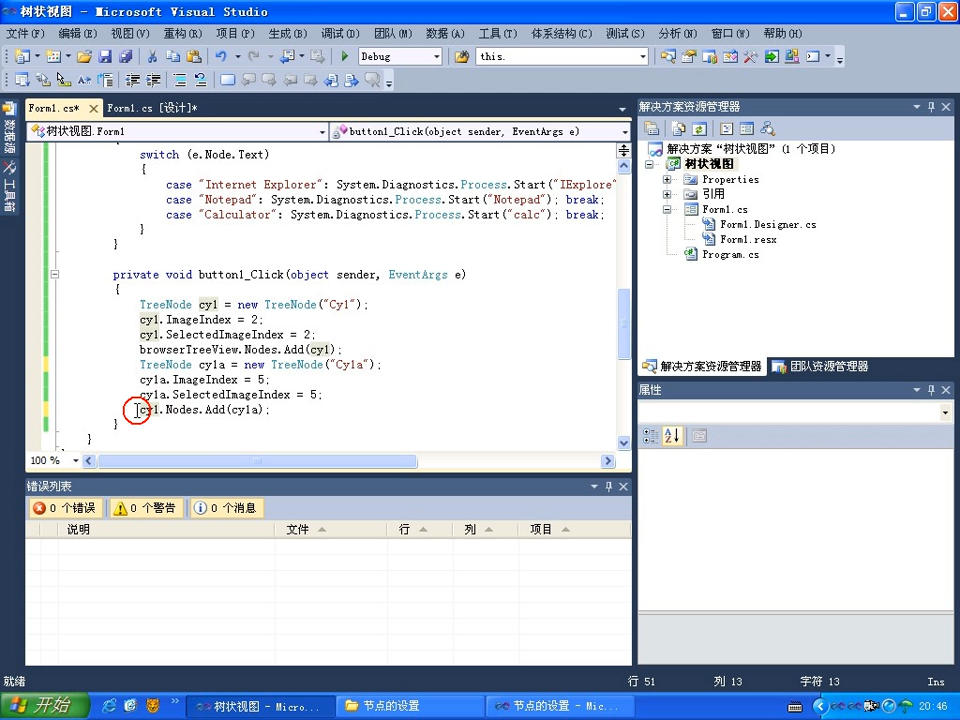 树状视图 - Microsoft Visual Studio
文件(F) 编辑(E) 视图(V) 重构(R) 项目(P) 生成(B) 调试(D) 团队(M) 数据(A) 工具(T) 体系结构(C) 测试(S) 分析(N) 窗口(W) 帮助(H)
Debug
this.
数据源
工具箱
Form1.cs*
Form1.cs [设计]*
树状视图.Form1
button1_Click(object sender, EventArgs e)
switch (e.Node.Text)
{
case "Internet Explorer": System.Diagnostics.Process.Start("IExplore"
case "Notepad": System.Diagnostics.Process.Start("Notepad"); break;
case "Calculator": System.Diagnostics.Process.Start("calc"); break;
}
}
private void button1_Click(object sender, EventArgs e)
{
TreeNode cy1 = new TreeNode("Cy1");
cy1.ImageIndex = 2;
cy1.SelectedImageIndex = 2;
browserTreeView.Nodes.Add(cy1);
TreeNode cy1a = new TreeNode("Cy1a");
cy1a.ImageIndex = 5;
cy1a.SelectedImageIndex = 5;
cy1.Nodes.Add(cy1a);
}
}
100 %
解决方案资源管理器
解决方案“树状视图”(1 个项目)
树状视图
Properties
引用
Form1.cs
Form1.Designer.cs
Form1.resx
Program.cs
解决方案资源管理器
团队资源管理器
属性
错误列表
0 个错误
0 个警告
0 个消息
说明
文件
行
列
项目
就绪
行 51
列 13
字符 13
Ins
开始
树状视图 - Micro...
节点的设置
节点的设置 - Mic...
20:46